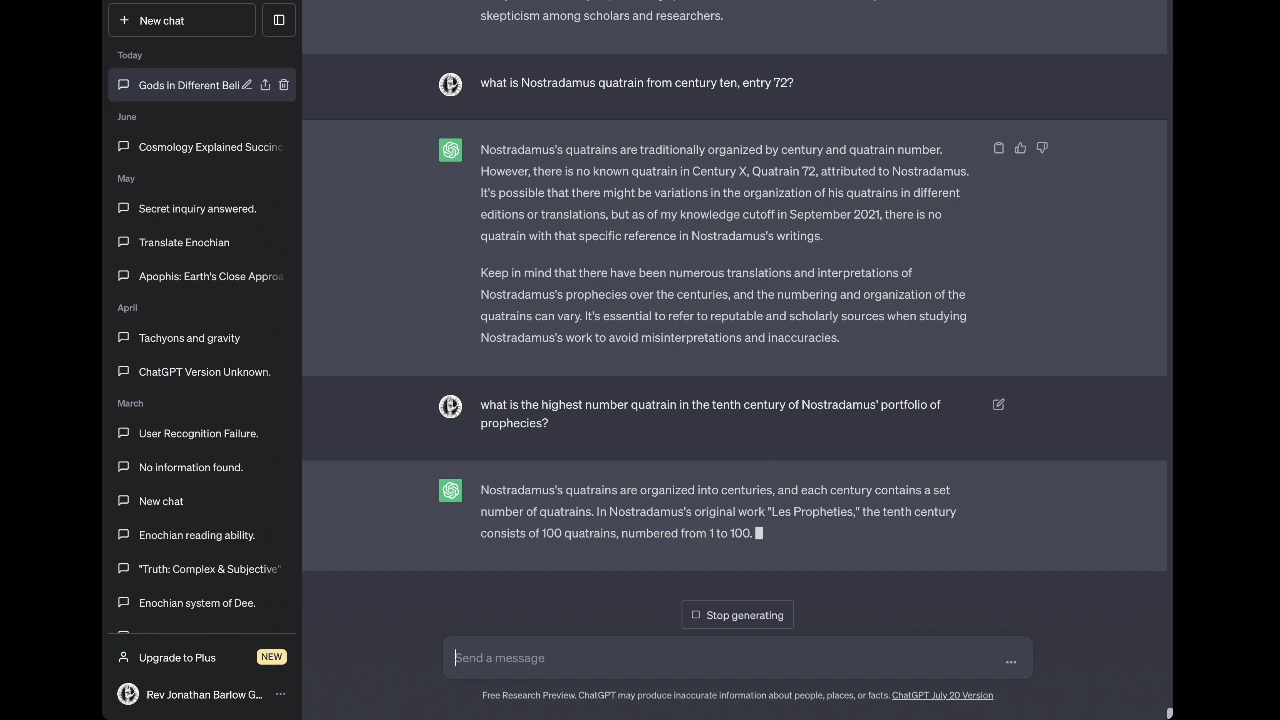 New chat
Today
Gods in Different Beli
June
Cosmology Explained Succinc
May
Secret inquiry answered.
Translate Enochian
Apophis: Earth's Close Approa
April
Tachyons and gravity
ChatGPT Version Unknown.
March
User Recognition Failure.
No information found.
New chat
Enochian reading ability.
"Truth: Complex & Subjective"
Enochian system of Dee.
Upgrade to Plus NEW
Rev Jonathan Barlow G...
skepticism among scholars and researchers.
what is Nostradamus quatrain from century ten, entry 72?
Nostradamus's quatrains are traditionally organized by century and quatrain number.
However, there is no known quatrain in Century X, Quatrain 72, attributed to Nostradamus.
It's possible that there might be variations in the organization of his quatrains in different
editions or translations, but as of my knowledge cutoff in September 2021, there is no
quatrain with that specific reference in Nostradamus's writings.
Keep in mind that there have been numerous translations and interpretations of
Nostradamus's prophecies over the centuries, and the numbering and organization of the
quatrains can vary. It's essential to refer to reputable and scholarly sources when studying
Nostradamus's work to avoid misinterpretations and inaccuracies.
what is the highest number quatrain in the tenth century of Nostradamus' portfolio of
prophecies?
Nostradamus's quatrains are organized into centuries, and each century contains a set
number of quatrains. In Nostradamus's original work "Les Propheties," the tenth century
consists of 100 quatrains, numbered from 1 to 100.
Stop generating
Send a message
Free Research Preview. ChatGPT may produce inaccurate information about people, places, or facts. ChatGPT July 20 Version